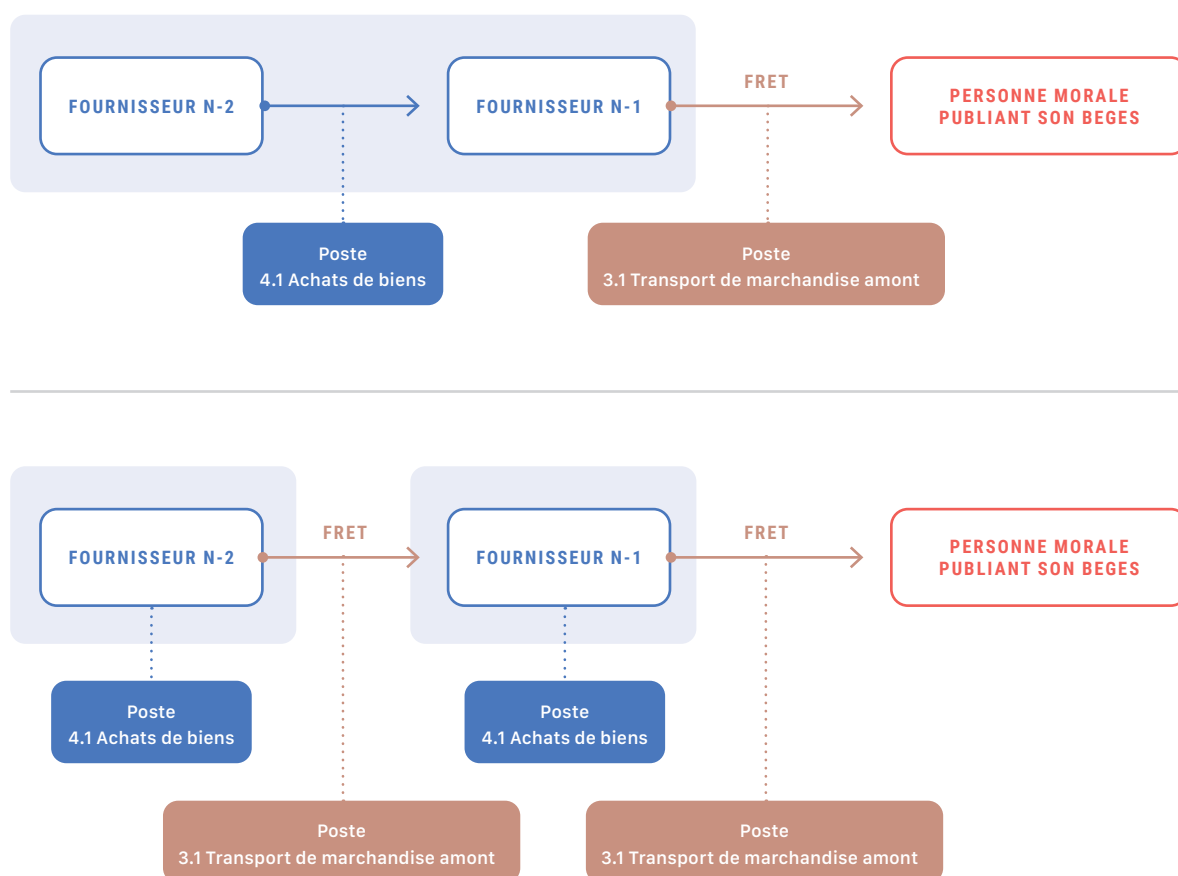 FOURNISSEUR N-2
FOURNISSEUR N-1
FRET
PERSONNE MORALE
PUBLIANT SON BEGES
Poste
4.1 Achats de biens
Poste
3.1 Transport de marchandise amont
FOURNISSEUR N-2
FRET
FOURNISSEUR N-1
FRET
PERSONNE MORALE
PUBLIANT SON BEGES
Poste
4.1 Achats de biens
Poste
4.1 Achats de biens
Poste
3.1 Transport de marchandise amont
Poste
3.1 Transport de marchandise amont